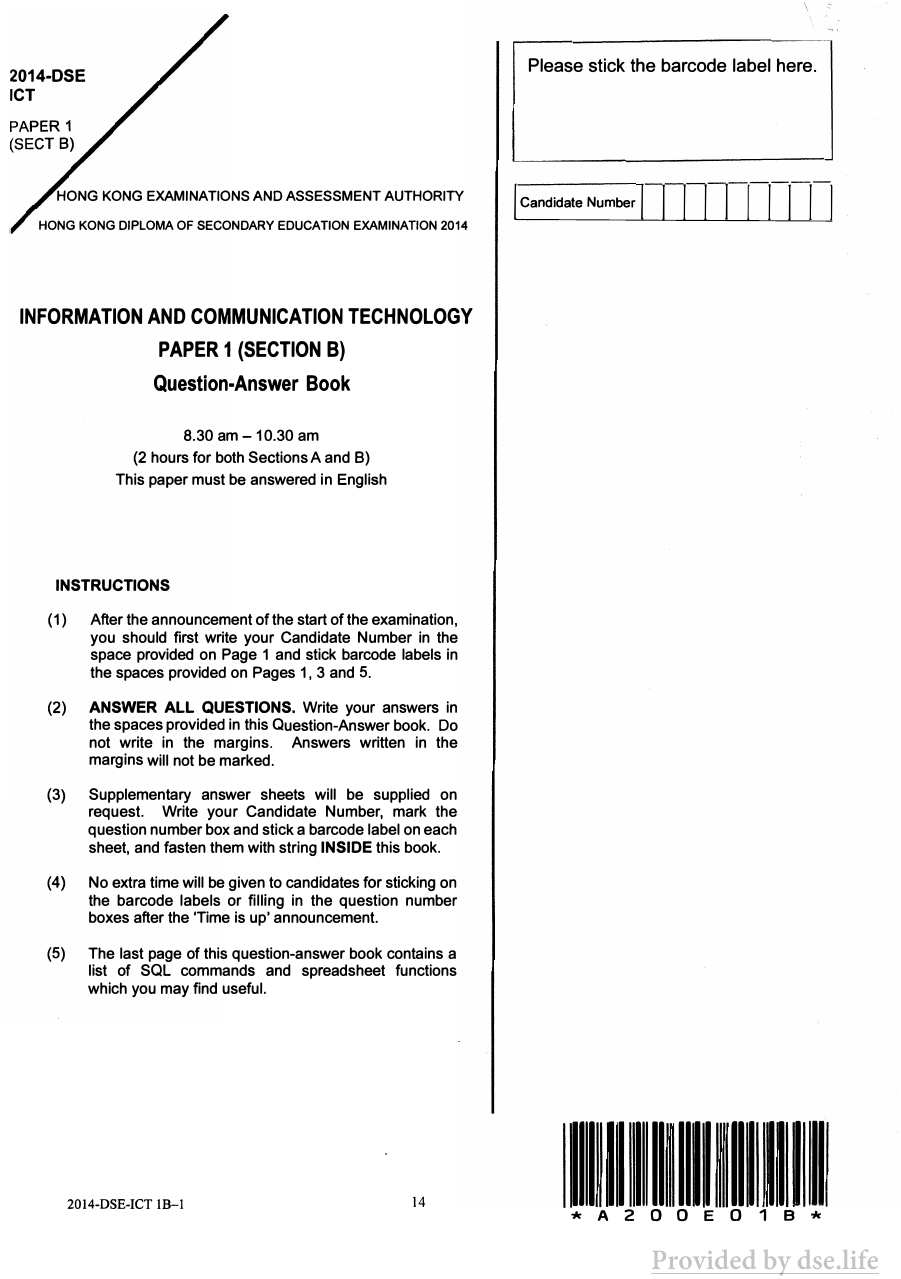 2014-DSE
ICT
PAPER 1
(SECT B)
HONG KONG EXAMINATIONS AND ASSESSMENT AUTHORITY
HONG KONG DIPLOMA OF SECONDARY EDUCATION EXAMINATION 2014
INFORMATION AND COMMUNICATION TECHNOLOGY
PAPER 1 (SECTION B)
Question-Answer Book
8.30 am – 10.30 am
(2 hours for both Sections A and B)
This paper must be answered in English
INSTRUCTIONS
(1) After the announcement of the start of the examination,
you should first write your Candidate Number in the
space provided on Page 1 and stick barcode labels in
the spaces provided on Pages 1, 3 and 5.
(2) ANSWER ALL QUESTIONS. Write your answers in
the spaces provided in this Question-Answer book. Do
not write in the margins. Answers written in the
margins will not be marked.
(3) Supplementary answer sheets will be supplied on
request. Write your Candidate Number, mark the
question number box and stick a barcode label on each
sheet, and fasten them with string INSIDE this book.
(4) No extra time will be given to candidates for sticking on
the barcode labels or filling in the question number
boxes after the 'Time is up' announcement.
(5) The last page of this question-answer book contains a
list of SQL commands and spreadsheet functions
which you may find useful.
2014-DSE-ICT 1B–1
14
Please stick the barcode label here.
Candidate Number
* A 2 0 0 E 0 1 B *
Provided by dse.life